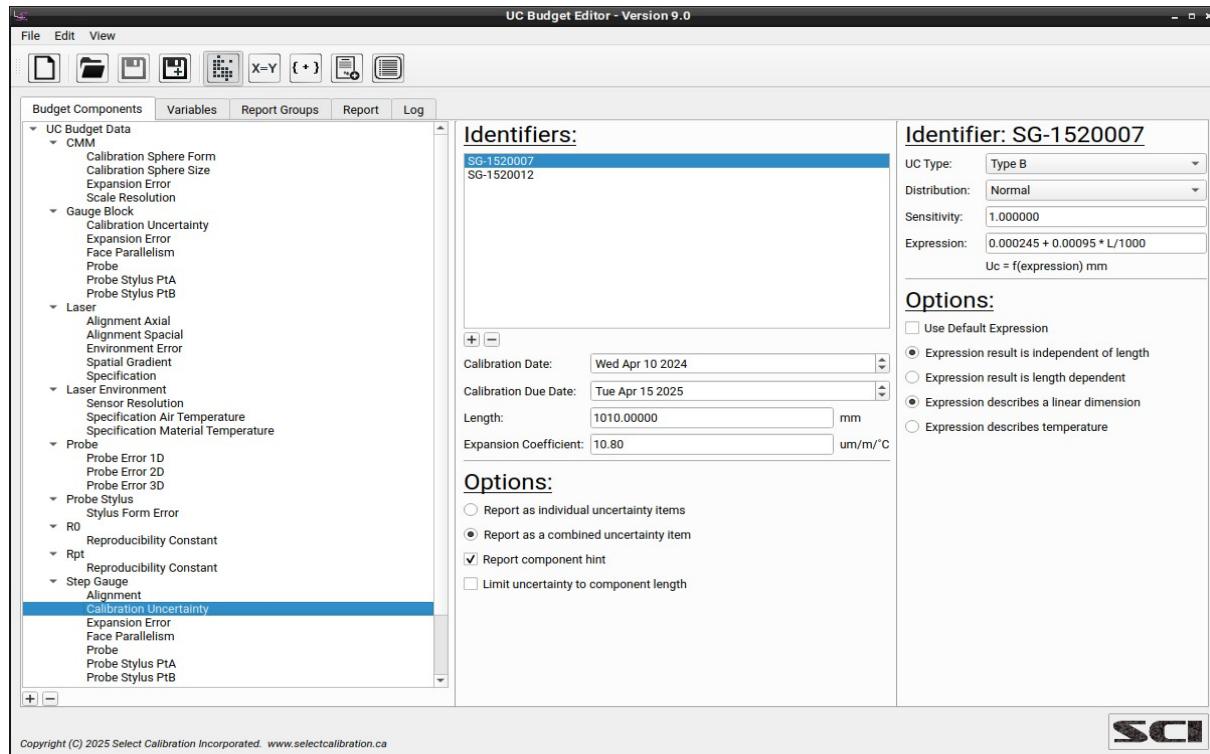 UC Budget Editor - Version 9.0
File Edit View
X=Y {+}
Budget Components Variables Report Groups Report Log
UC Budget Data
CMM
Calibration Sphere Form
Calibration Sphere Size
Expansion Error
Scale Resolution
Gauge Block
Calibration Uncertainty
Expansion Error
Face Parallelism
Probe
Probe Stylus PtA
Probe Stylus PtB
Laser
Alignment Axial
Alignment Spacial
Environment Error
Spatial Gradient
Specification
Laser Environment
Sensor Resolution
Specification Air Temperature
Specification Material Temperature
Probe
Probe Error 1D
Probe Error 2D
Probe Error 3D
Probe Stylus
Stylus Form Error
R0
Reproducibility Constant
Rpt
Reproducibility Constant
Step Gauge
Alignment
Calibration Uncertainty
Expansion Error
Face Parallelism
Probe
Probe Stylus PtA
Probe Stylus PtB
Identifiers:
SG-1520007
SG-1520012
Calibration Date: Wed Apr 10 2024
Calibration Due Date: Tue Apr 15 2025
Length: 1010.00000 mm
Expansion Coefficient: 10.80 um/m/°C
Options:
Report as individual uncertainty items
Report as a combined uncertainty item
Report component hint
Limit uncertainty to component length
Identifier: SG-1520007
UC Type: Type B
Distribution: Normal
Sensitivity: 1.000000
Expression: 0.000245 + 0.00095 * L/1000
Uc = f(expression) mm
Options:
Use Default Expression
Expression result is independent of length
Expression result is length dependent
Expression describes a linear dimension
Expression describes temperature
Copyright (C) 2025 Select Calibration Incorporated. www.selectcalibration.ca
SCI